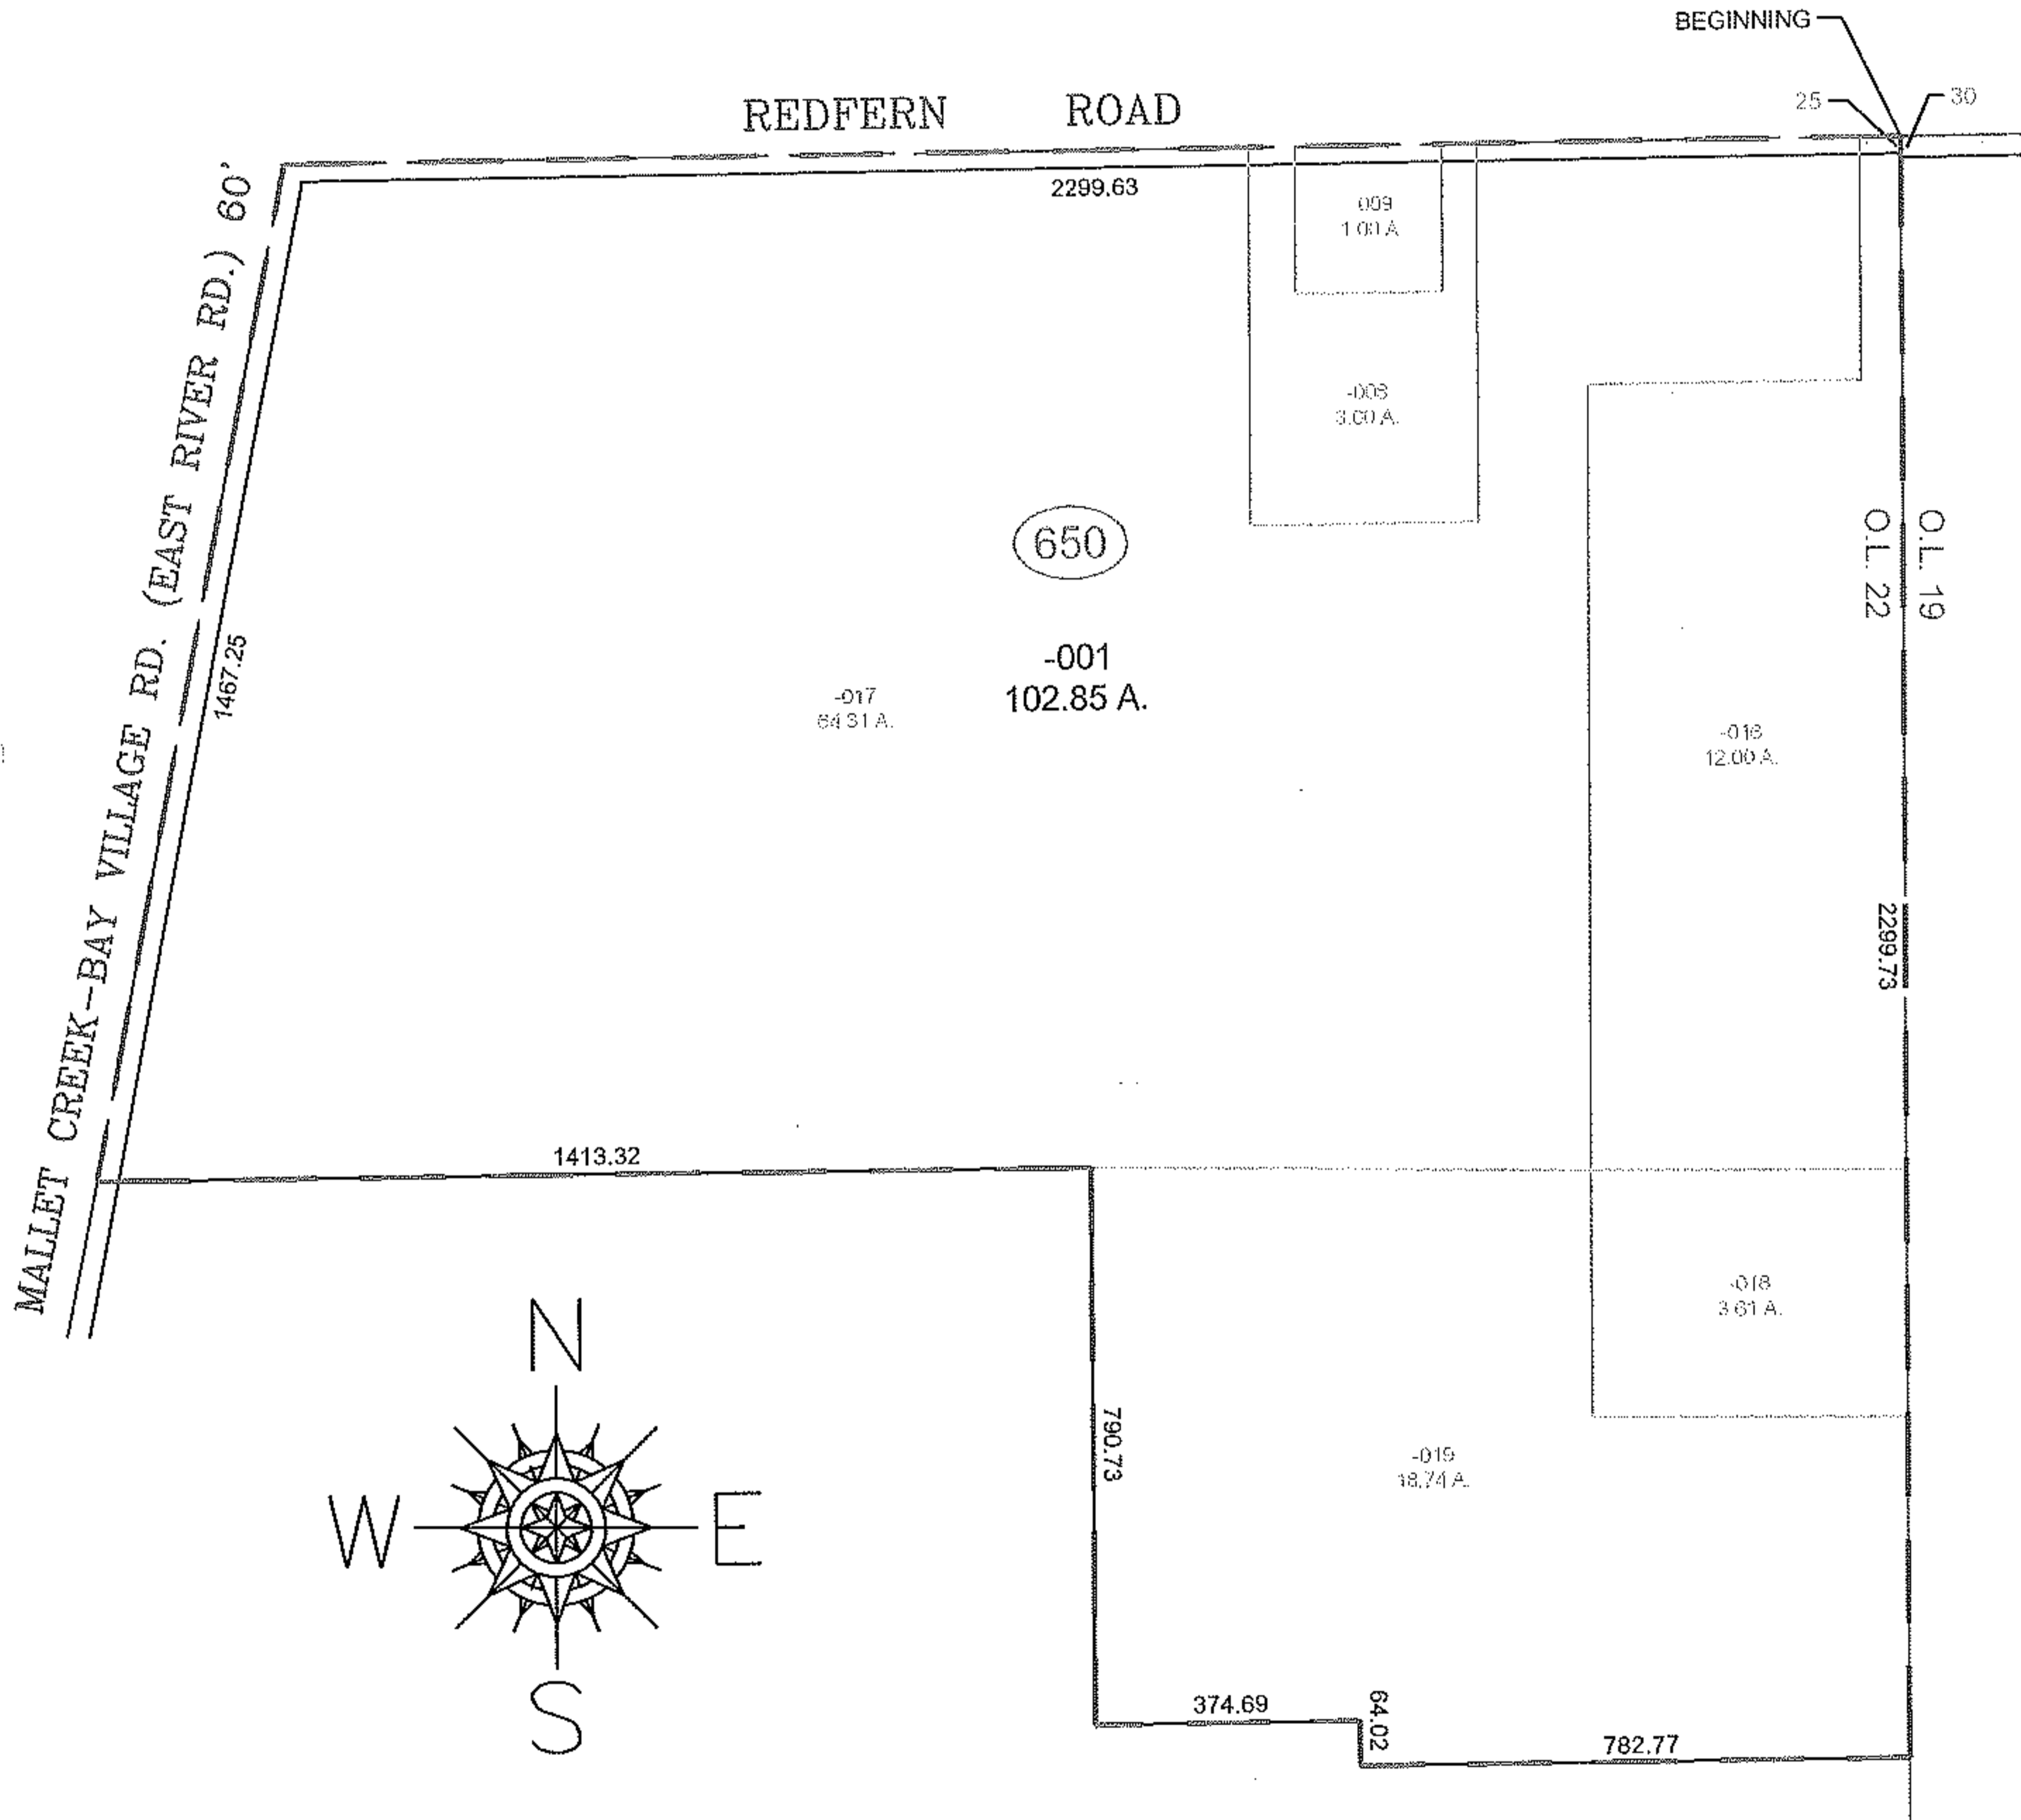 BEGINNING
25
30
REDFERN ROAD
2299.63
009
1.00 A
-008
3.00 A.
MALLET CREEK--BAY VILLAGE RD. (EAST RIVER RD.) 60'
1467.25
650
-001
102.85 A.
-017
64.31 A.
O.L. 19
O.L. 22
-016
12.00 A.
2299.73
1413.32
-018
3.61 A.
790.73
-019
18.74 A.
N
W
E
S
374.69
64.02
782.77